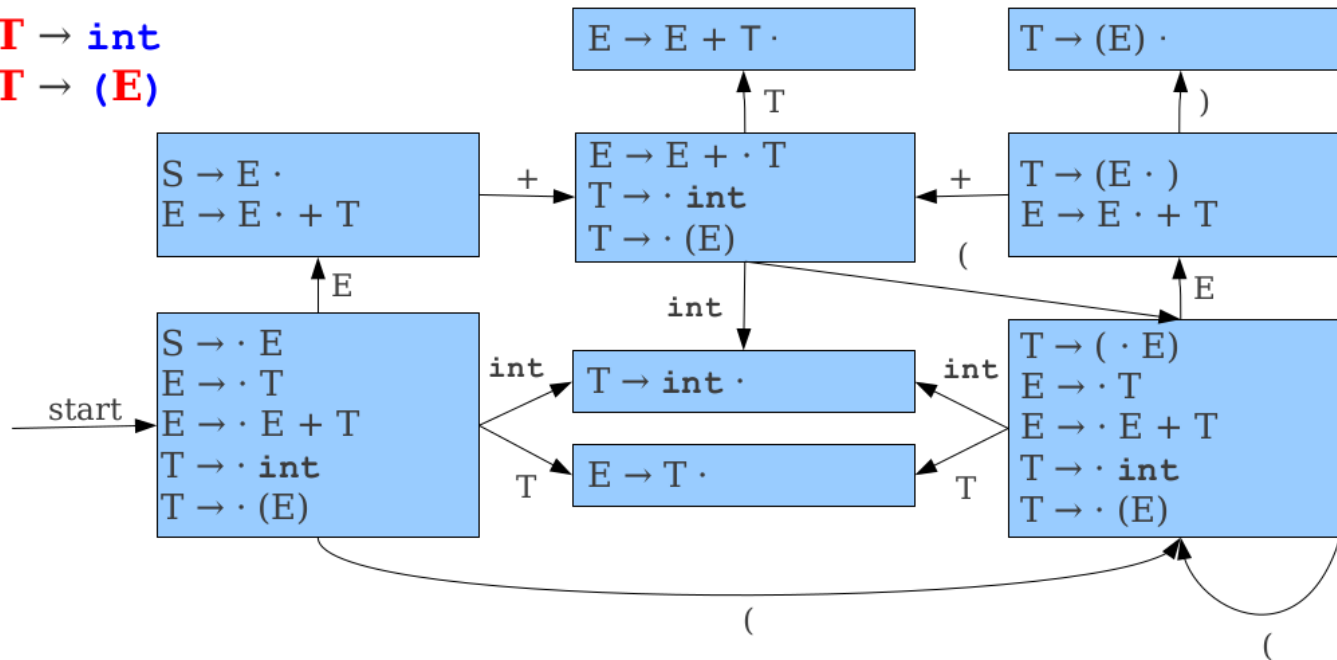 T → int
T → (E)
E → E + T ·
T → (E) ·
T
)
S → E ·
E → E · + T
+
E → E + · T
T → · int
T → · (E)
+
T → (E · )
E → E · + T
E
int
(
E
S → · E
E → · T
E → · E + T
T → · int
T → · (E)
start
int
T
T → int ·
E → T ·
int
T
T → ( · E)
E → · T
E → · E + T
T → · int
T → · (E)
(
(